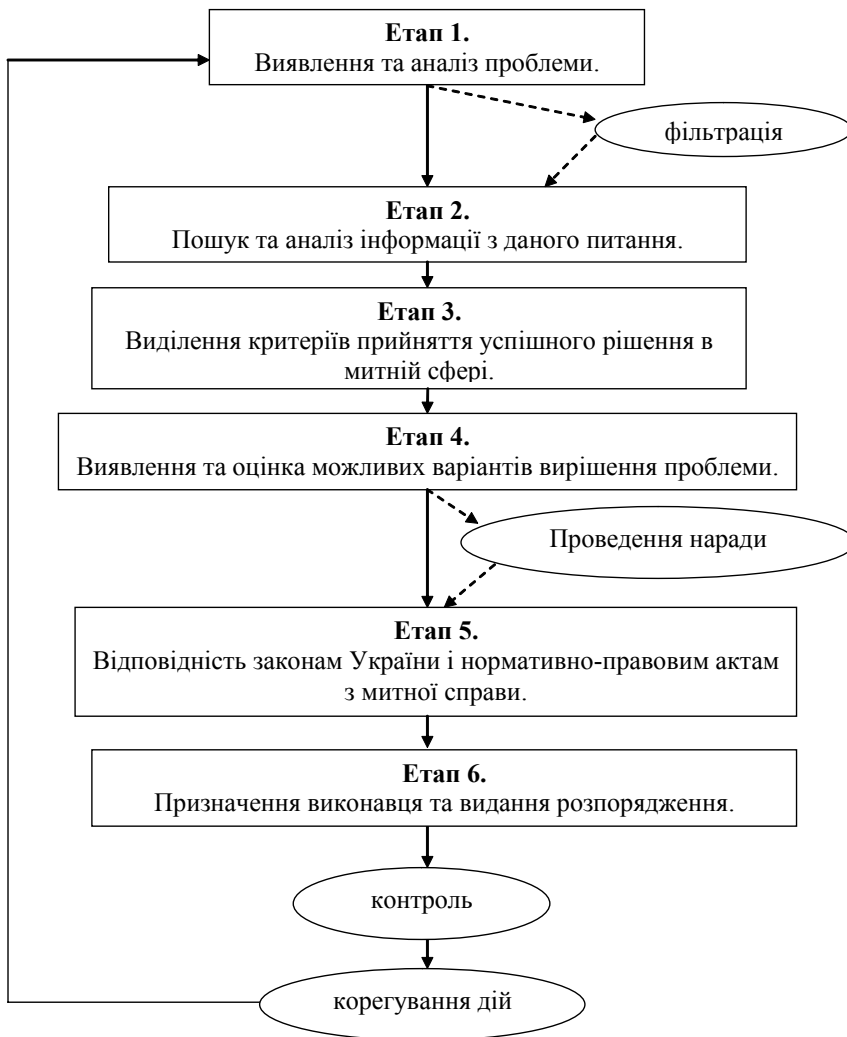 Етап 1.
Виявлення та аналіз проблеми.
фільтрація
Етап 2.
Пошук та аналіз інформації з даного питання.
Етап 3.
Виділення критеріїв прийняття успішного рішення в
митній сфері.
Етап 4.
Виявлення та оцінка можливих варіантів вирішення проблеми.
Проведення наради
Етап 5.
Відповідність законам України і нормативно-правовим актам
з митної справи.
Етап 6.
Призначення виконавця та видання розпорядження.
контроль
корегування дій